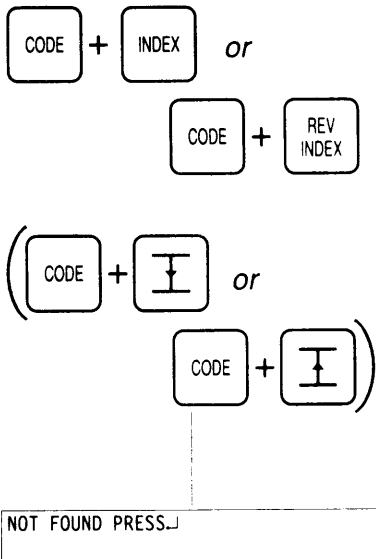 CODE + INDEX or
CODE + REV INDEX
(CODE + or
CODE + )
NOT FOUND PRESS↵